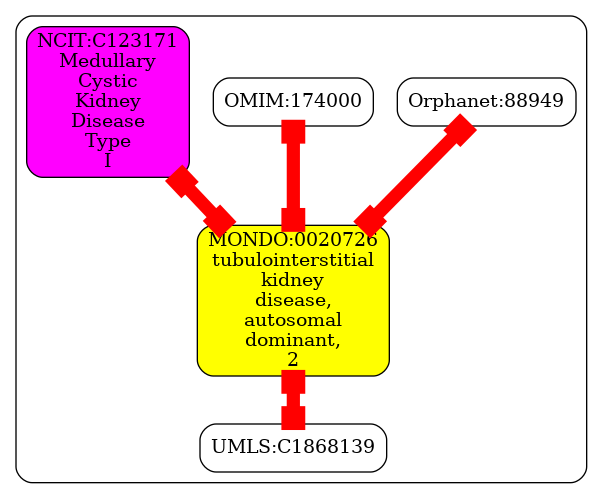 NCIT:C123171
Medullary
Cystic
Kidney
Disease
Type
I
OMIM:174000
Orphanet:88949
MONDO:0020726
tubulointerstitial
kidney
disease,
autosomal
dominant,
2
UMLS:C1868139